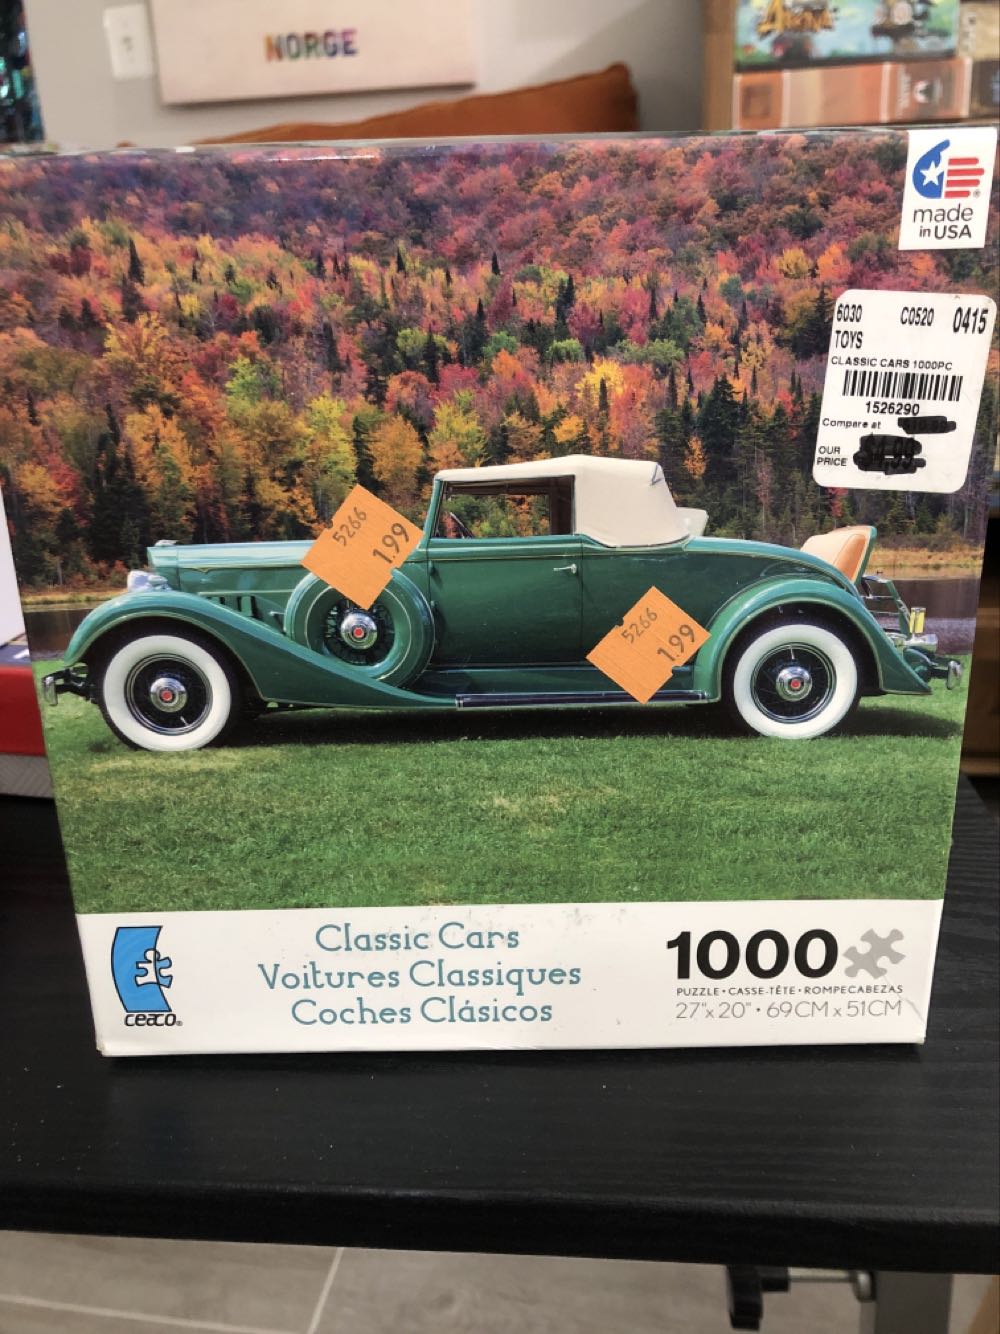 NORGE
made
in USA
6030 C0520 0415
TOYS
CLASSIC CARS 1000PC
1526290
Compare at
OUR
PRICE
5266
1.99
5266
1.99
ceaco®
Classic Cars
Voitures Classiques
Coches Clásicos
1000
PUZZLE • CASSE-TÊTE • ROMPECABEZAS
27"x 20" • 69CM x 51CM